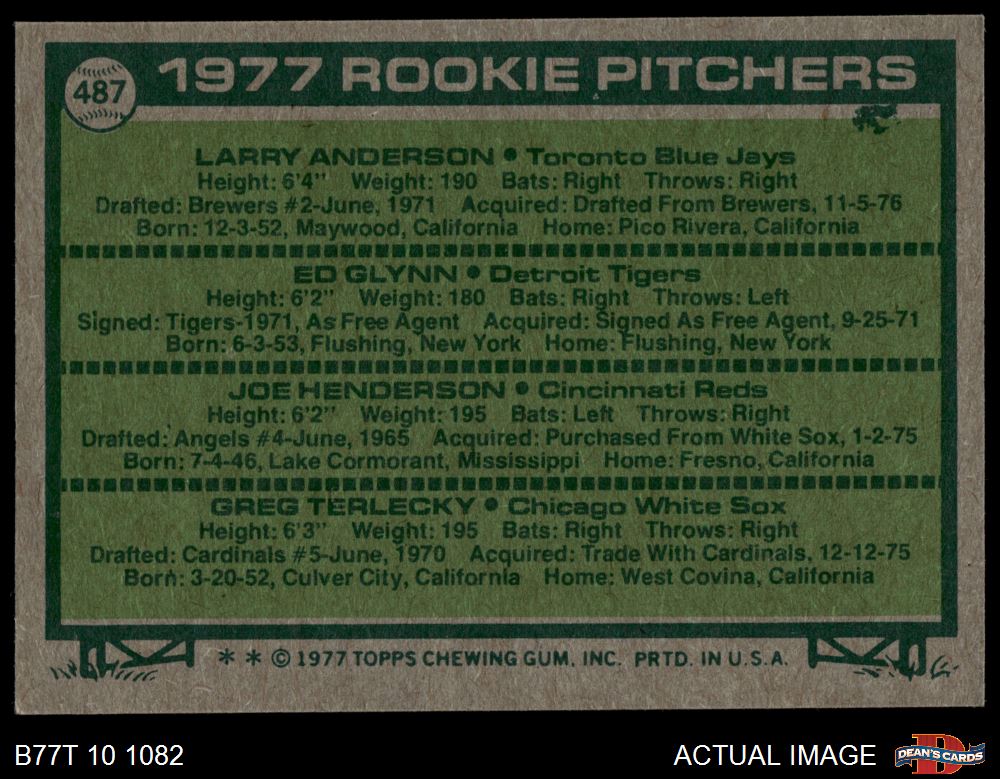 487
1977 ROOKIE PITCHERS
LARRY ANDERSON • Toronto Blue Jays
Height: 6'4" Weight: 190 Bats: Right Throws: Right
Drafted: Brewers #2-June, 1971 Acquired: Drafted From Brewers, 11-5-76
Born: 12-3-52, Maywood, California Home: Pico Rivera, California
ED GLYNN • Detroit Tigers
Height: 6'2" Weight: 180 Bats: Right Throws: Left
Signed: Tigers-1971, As Free Agent Acquired: Signed As Free Agent, 9-25-71
Born: 6-3-53, Flushing, New York Home: Flushing, New York
JOE HENDERSON • Cincinnati Reds
Height: 6'2" Weight: 195 Bats: Left Throws: Right
Drafted: Angels #4-June, 1965 Acquired: Purchased From White Sox, 1-2-75
Born: 7-4-46, Lake Cormorant, Mississippi Home: Fresno, California
GREG TERLECKY • Chicago White Sox
Height: 6'3" Weight: 195 Bats: Right Throws: Right
Drafted: Cardinals #5-June, 1970 Acquired: Trade With Cardinals, 12-12-75
Born: 3-20-52, Culver City, California Home: West Covina, California
* * © 1977 TOPPS CHEWING GUM, INC. PRTD. IN U.S.A.
B77T 10 1082
ACTUAL IMAGE
D
DEAN'S CARDS